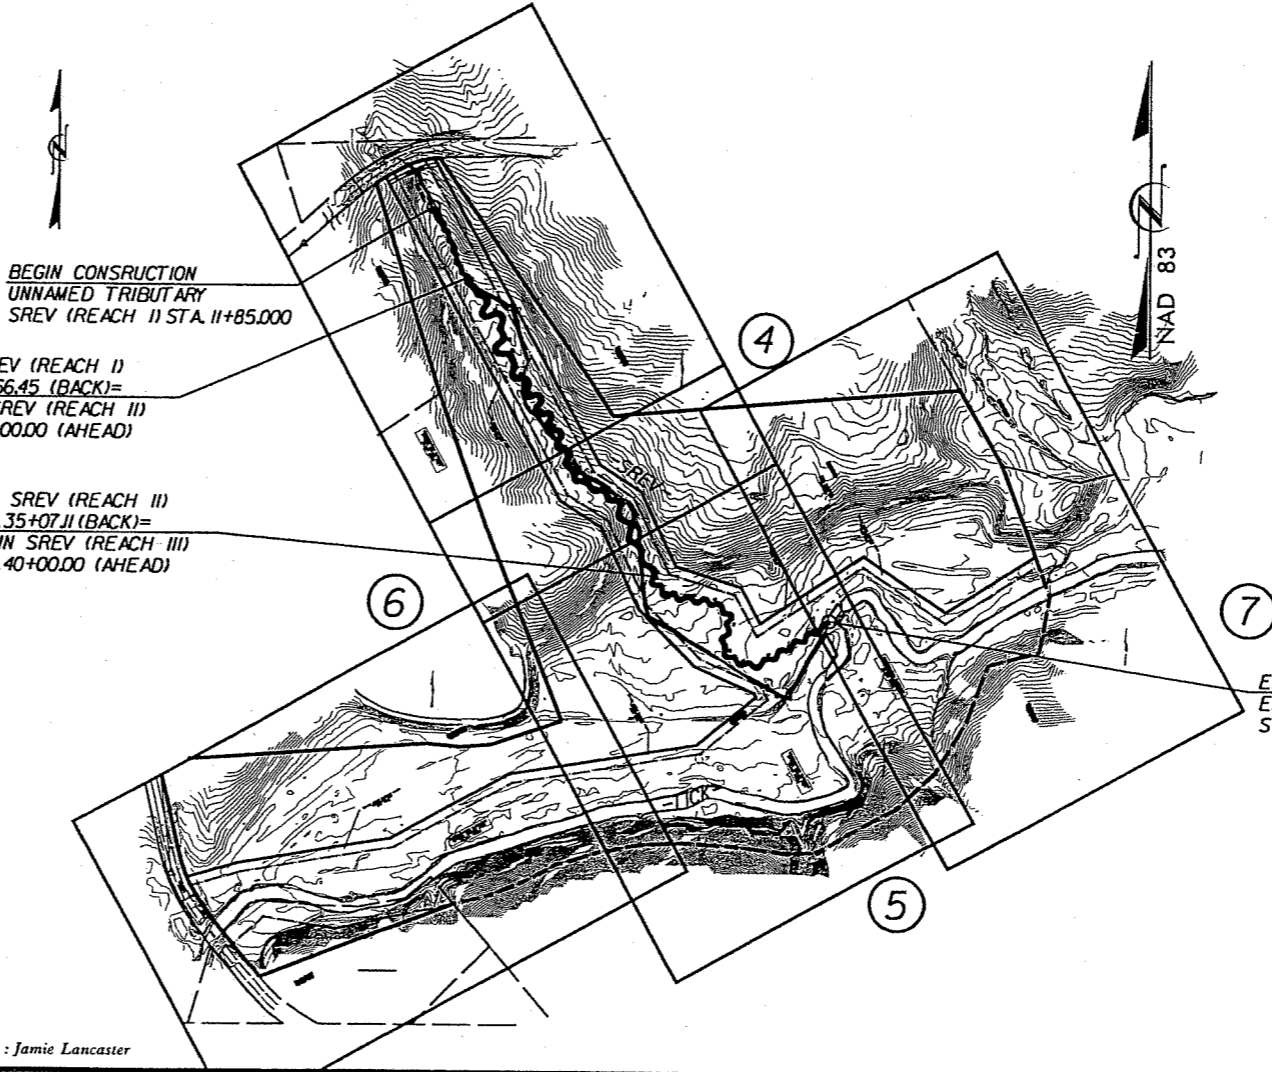 BEGIN CONSRUCTION
UNNAMED TRIBUTARY
SREV (REACH I) STA. 11+85.000
EV (REACH I)
56.45 (BACK)=
REV (REACH II)
00.00 (AHEAD)
SREV (REACH II)
35+07.11 (BACK)=
IN SREV (REACH III)
40+00.00 (AHEAD)
4
6
7
5
SREV
-LICK-
N
N
NAD 83
E
E
S
: Jamie Lancaster